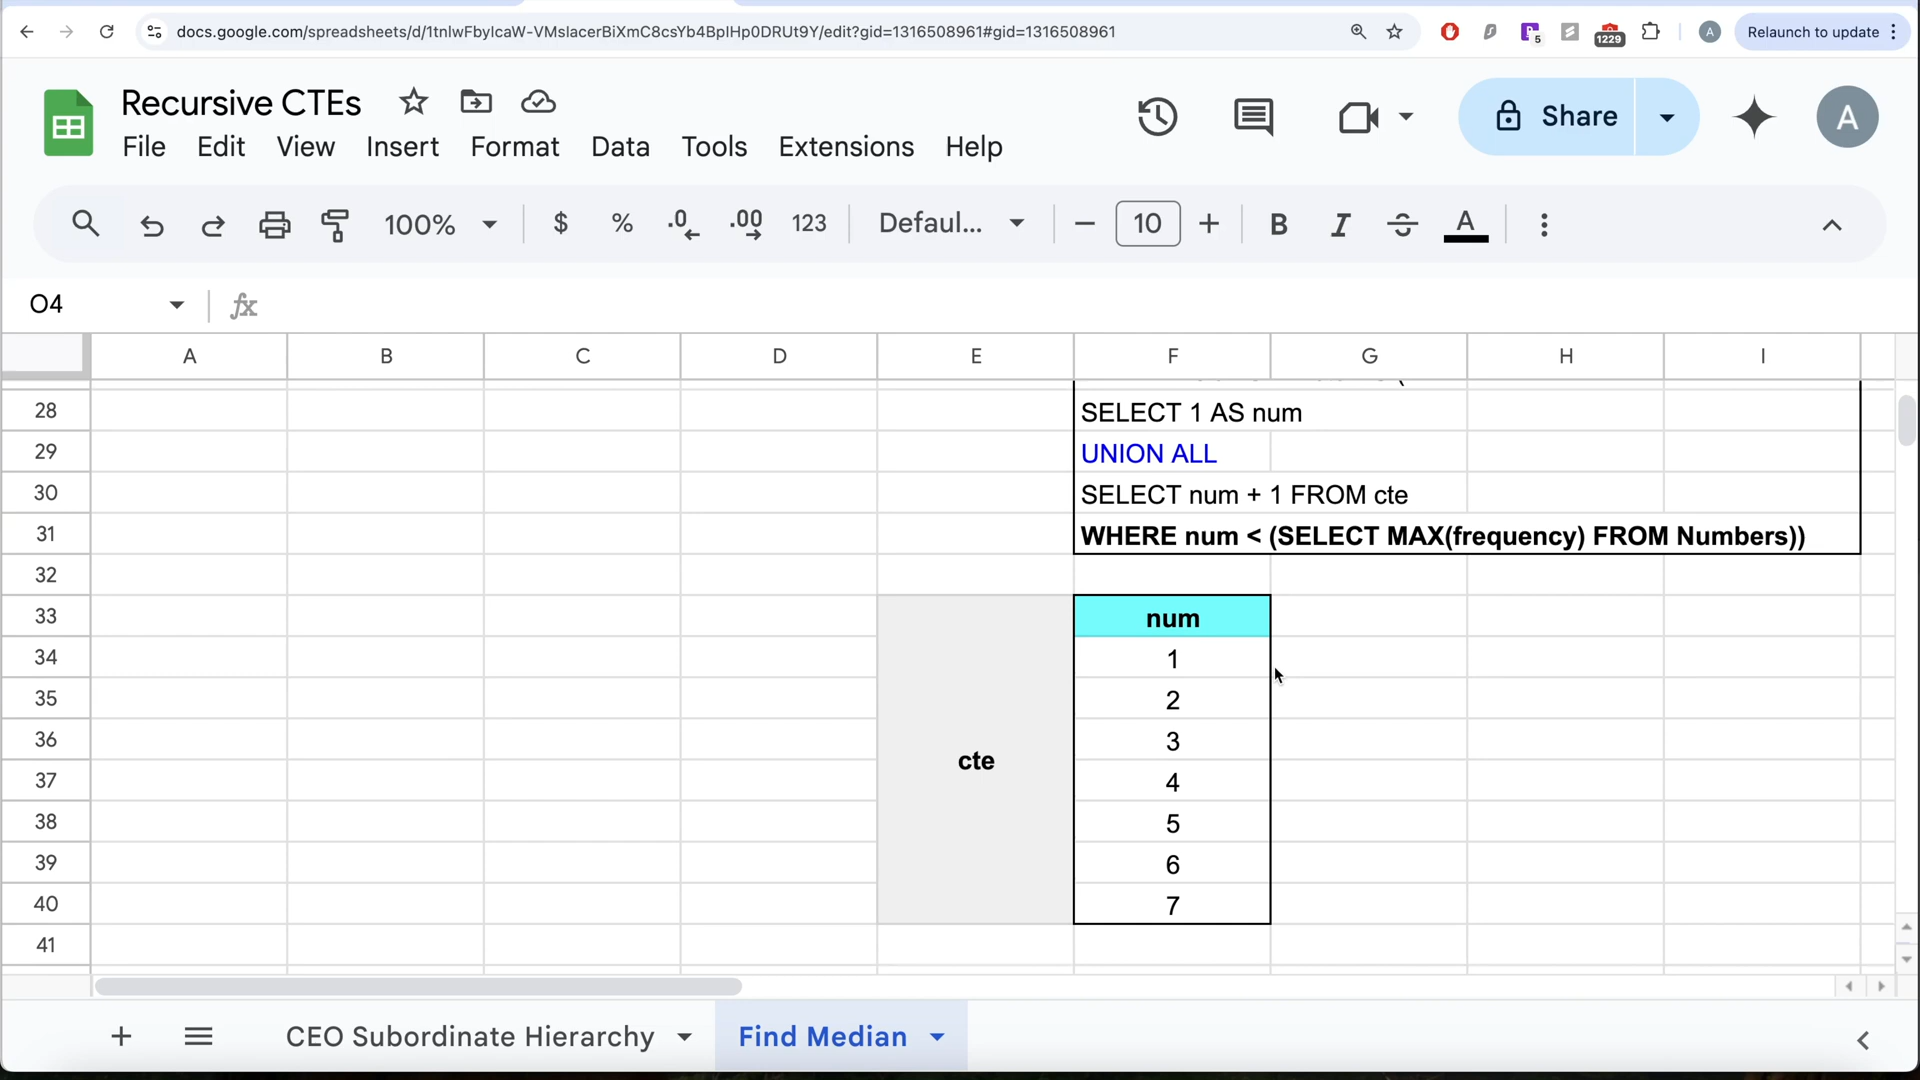 docs.google.com/spreadsheets/d/1tnlwFbyIcaW-VMslacerBiXmC8csYb4BpIHp0DRUt9Y/edit?gid=1316508961#gid=1316508961
5
1229
A
Relaunch to update
Recursive CTEs
File Edit View Insert Format Data Tools Extensions Help
Share
A
100%
$ % .0 .00 123
Defaul...
10
B I S A
O4
fx
A B C D E F G H I
28 SELECT 1 AS num
29 UNION ALL
30 SELECT num + 1 FROM cte
31 WHERE num < (SELECT MAX(frequency) FROM Numbers))
32
33 num
34 1
35 2
36 3
37 cte 4
38 5
39 6
40 7
41
CEO Subordinate Hierarchy
Find Median